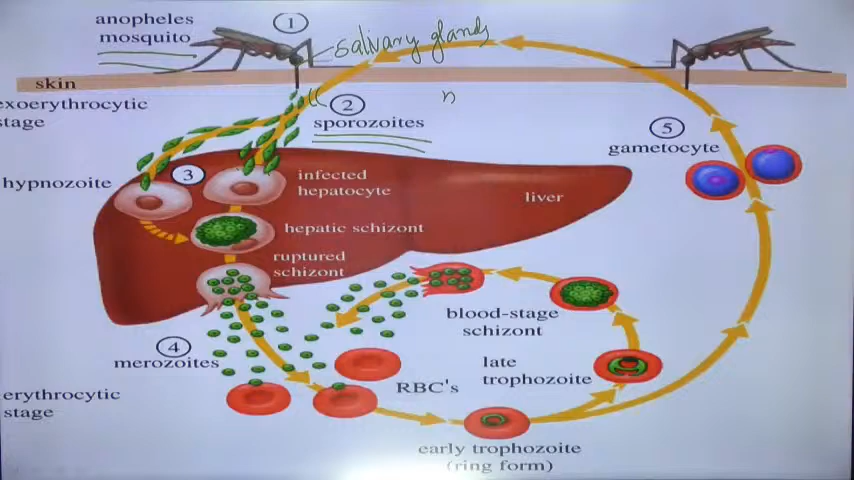 anopheles
mosquito
1
salivary glands
skin
exoerythrocytic
stage
2
n
sporozoites
5
gametocyte
hypnozoite
3
infected
hepatocyte
liver
hepatic schizont
ruptured
schizont
blood-stage
schizont
4
merozoites
late
trophozoite
RBC's
erythrocytic
stage
early trophozoite
(ring form)